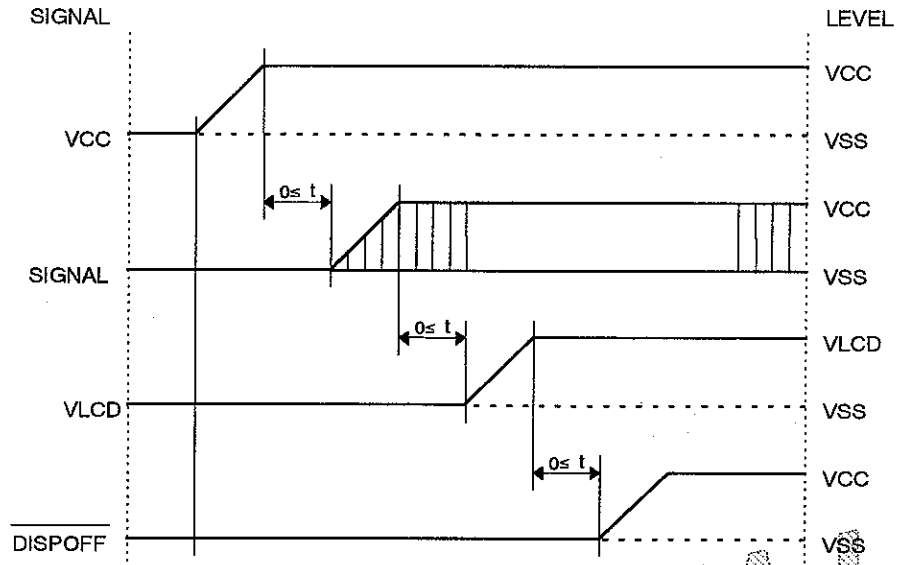 SIGNAL LEVEL
VCC
VCC VSS
0≤ t VCC
SIGNAL VSS
0≤ t VLCD
VLCD VSS
0≤ t VCC
DISPOFF VSS